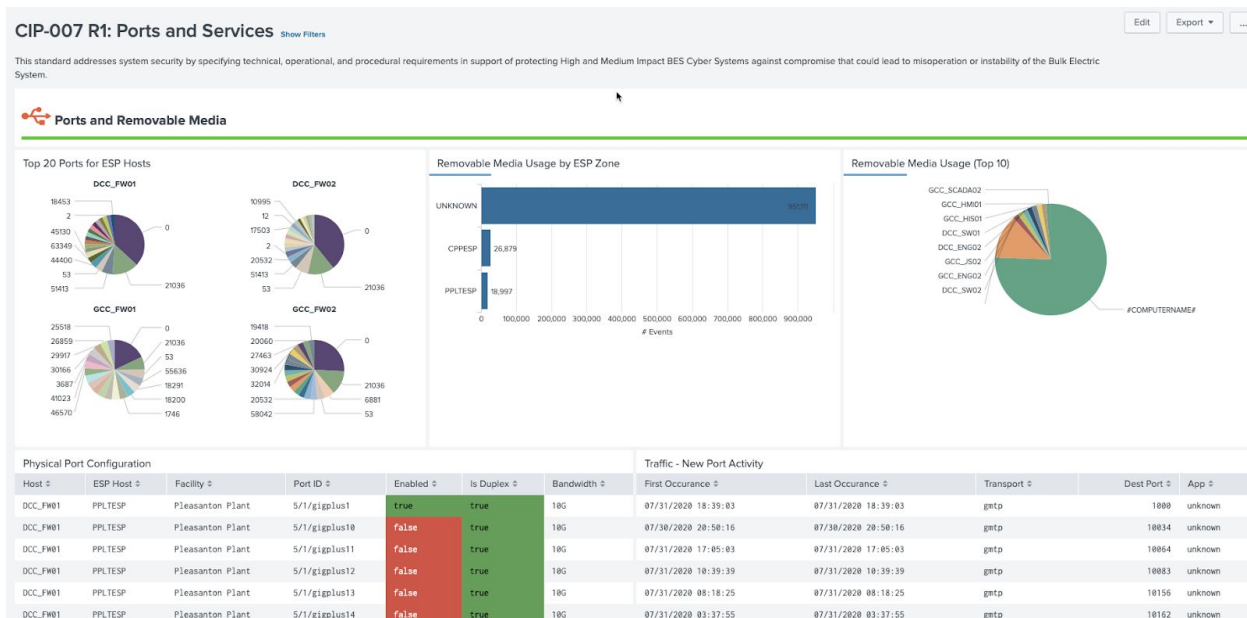 CIP-007 R1: Ports and Services Show Filters
Edit Export ...
This standard addresses system security by specifying technical, operational, and procedural requirements in support of protecting High and Medium Impact BES Cyber Systems against compromise that could lead to misoperation or instability of the Bulk Electric
System.
Ports and Removable Media
Top 20 Ports for ESP Hosts
DCC_FW01
18453
2
45130
63349
44400
53
51413
0
21036
DCC_FW02
10995
12
17503
2
20532
51413
53
0
21036
GCC_FW01
25518
26859
29917
30166
3687
41023
46570
0
21036
53
55636
18291
18200
1746
GCC_FW02
19418
20060
27463
30924
32014
20532
58042
0
21036
6881
53
Removable Media Usage by ESP Zone
UNKNOWN
CPPESP 26,879
PPLTESP 18,997
0 100,000 200,000 300,000 400,000 500,000 600,000 700,000 800,000 900,000
# Events
Removable Media Usage (Top 10)
GCC_SCADA02
GCC_HMI01
GCC_HIS01
DCC_SW01
DCC_ENG02
GCC_JS02
GCC_ENG02
DCC_SW02
#COMPUTERNAME#
Physical Port Configuration
Host ESP Host Facility Port ID Enabled Is Duplex Bandwidth
DCC_FW01 PPLTESP Pleasanton Plant 5/1/gigplus1 true true 10G
DCC_FW01 PPLTESP Pleasanton Plant 5/1/gigplus10 false true 10G
DCC_FW01 PPLTESP Pleasanton Plant 5/1/gigplus11 false true 10G
DCC_FW01 PPLTESP Pleasanton Plant 5/1/gigplus12 false true 10G
DCC_FW01 PPLTESP Pleasanton Plant 5/1/gigplus13 false true 10G
DCC_FW01 PPLTESP Pleasanton Plant 5/1/gigplus14 false true 10G
Traffic - New Port Activity
First Occurance Last Occurance Transport Dest Port App
07/31/2020 18:39:03 07/31/2020 18:39:03 gmtp 1000 unknown
07/30/2020 20:50:16 07/30/2020 20:50:16 gmtp 10034 unknown
07/31/2020 17:05:03 07/31/2020 17:05:03 gmtp 10064 unknown
07/31/2020 10:39:39 07/31/2020 10:39:39 gmtp 10083 unknown
07/31/2020 08:18:25 07/31/2020 08:18:25 gmtp 10156 unknown
07/31/2020 03:37:55 07/31/2020 03:37:55 gmtp 10162 unknown